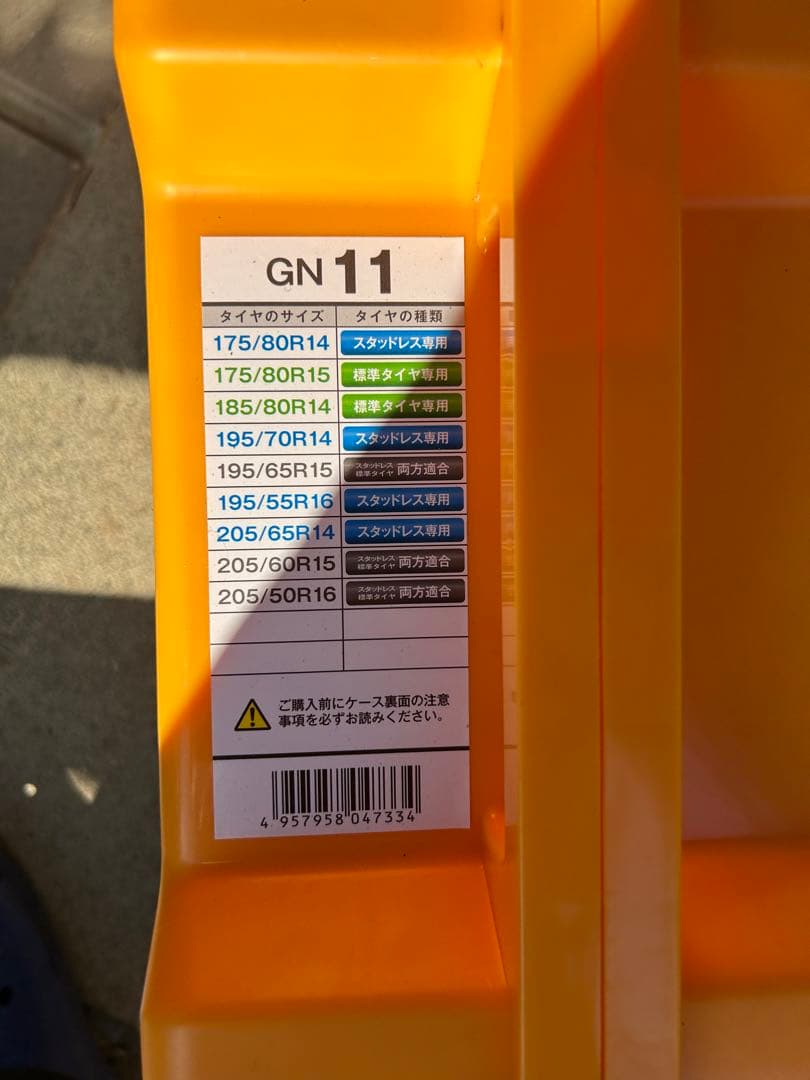 GN 11
タイヤのサイズ タイヤの種類
175/80R14 スタッドレス専用
175/80R15 標準タイヤ専用
185/80R14 標準タイヤ専用
195/70R14 スタッドレス専用
195/65R15 スタッドレス 標準タイヤ 両方適合
195/55R16 スタッドレス専用
205/65R14 スタッドレス専用
205/60R15 スタッドレス 標準タイヤ 両方適合
205/50R16 スタッドレス 標準タイヤ 両方適合
ご購入前にケース裏面の注意
事項を必ずお読みください。
4 957958 047334